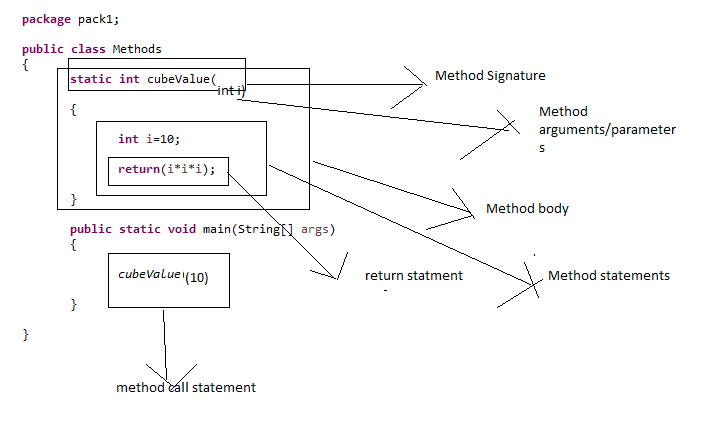 package pack1;
public class Methods
{
static int cubeValue(
int i)
Method Signature
{
Method
arguments/parameter
s
int i=10;
return(i*i*i);
}
Method body
public static void main(String[] args)
{
cubeValue(10)
return statment
Method statements
}
}
method call statement